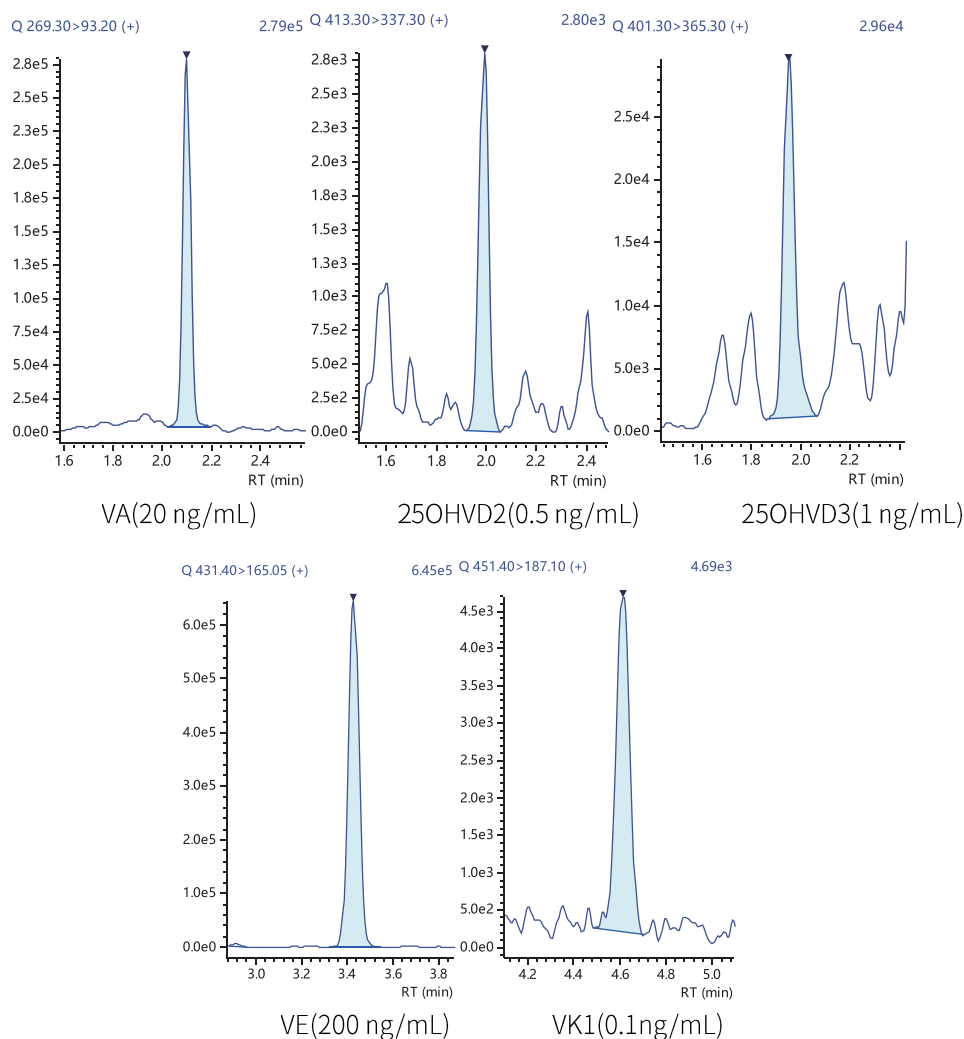 Q 269.30>93.20 (+) 2.79e5
2.8e5
2.5e5
2.3e5
2.0e5
1.8e5
1.5e5
1.3e5
1.0e5
7.5e4
5.0e4
2.5e4
0.0e0
1.6 1.8 2.0 2.2 2.4
RT (min)
VA(20 ng/mL)
Q 413.30>337.30 (+) 2.80e3
2.8e3
2.5e3
2.3e3
2.0e3
1.8e3
1.5e3
1.3e3
1.0e3
7.5e2
5.0e2
2.5e2
0.0e0
1.6 1.8 2.0 2.2 2.4
RT (min)
25OHVD2(0.5 ng/mL)
Q 401.30>365.30 (+) 2.96e4
2.5e4
2.0e4
1.5e4
1.0e4
5.0e3
0.0e0
1.6 1.8 2.0 2.2
RT (min)
25OHVD3(1 ng/mL)
Q 431.40>165.05 (+) 6.45e5
6.0e5
5.0e5
4.0e5
3.0e5
2.0e5
1.0e5
0.0e0
3.0 3.2 3.4 3.6 3.8
RT (min)
VE(200 ng/mL)
Q 451.40>187.10 (+) 4.69e3
4.5e3
4.0e3
3.5e3
3.0e3
2.5e3
2.0e3
1.5e3
1.0e3
5.0e2
0.0e0
4.2 4.4 4.6 4.8 5.0
RT (min)
VK1(0.1ng/mL)